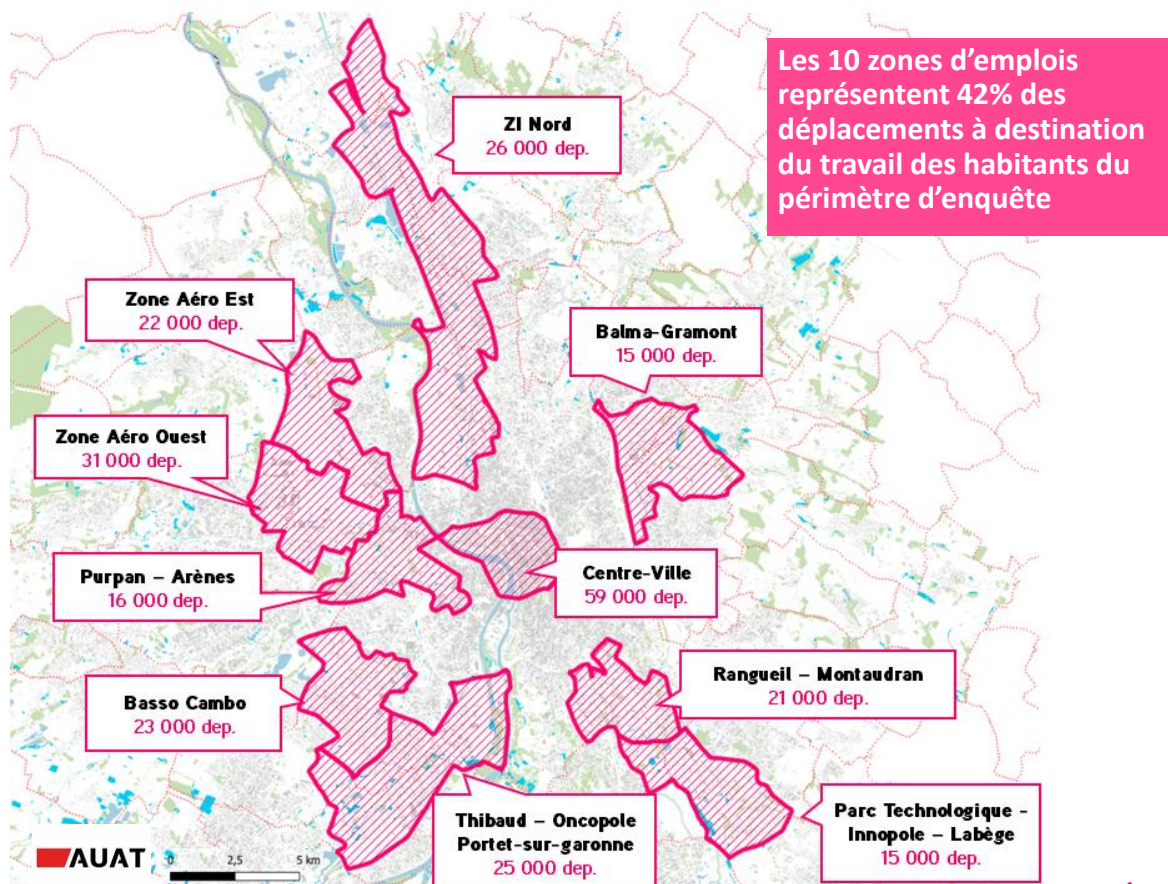 Les 10 zones d’emplois
représentent 42% des
déplacements à destination
du travail des habitants du
périmètre d’enquête
ZI Nord
26 000 dep.
Zone Aéro Est
22 000 dep.
Balma-Gramont
15 000 dep.
Zone Aéro Ouest
31 000 dep.
Purpan – Arènes
16 000 dep.
Centre-Ville
59 000 dep.
Rangueil – Montaudran
21 000 dep.
Basso Cambo
23 000 dep.
Thibaud – Oncopole
Portet-sur-garonne
25 000 dep.
Parc Technologique -
Innopole – Labège
15 000 dep.
AUAT
0 2,5 5 km